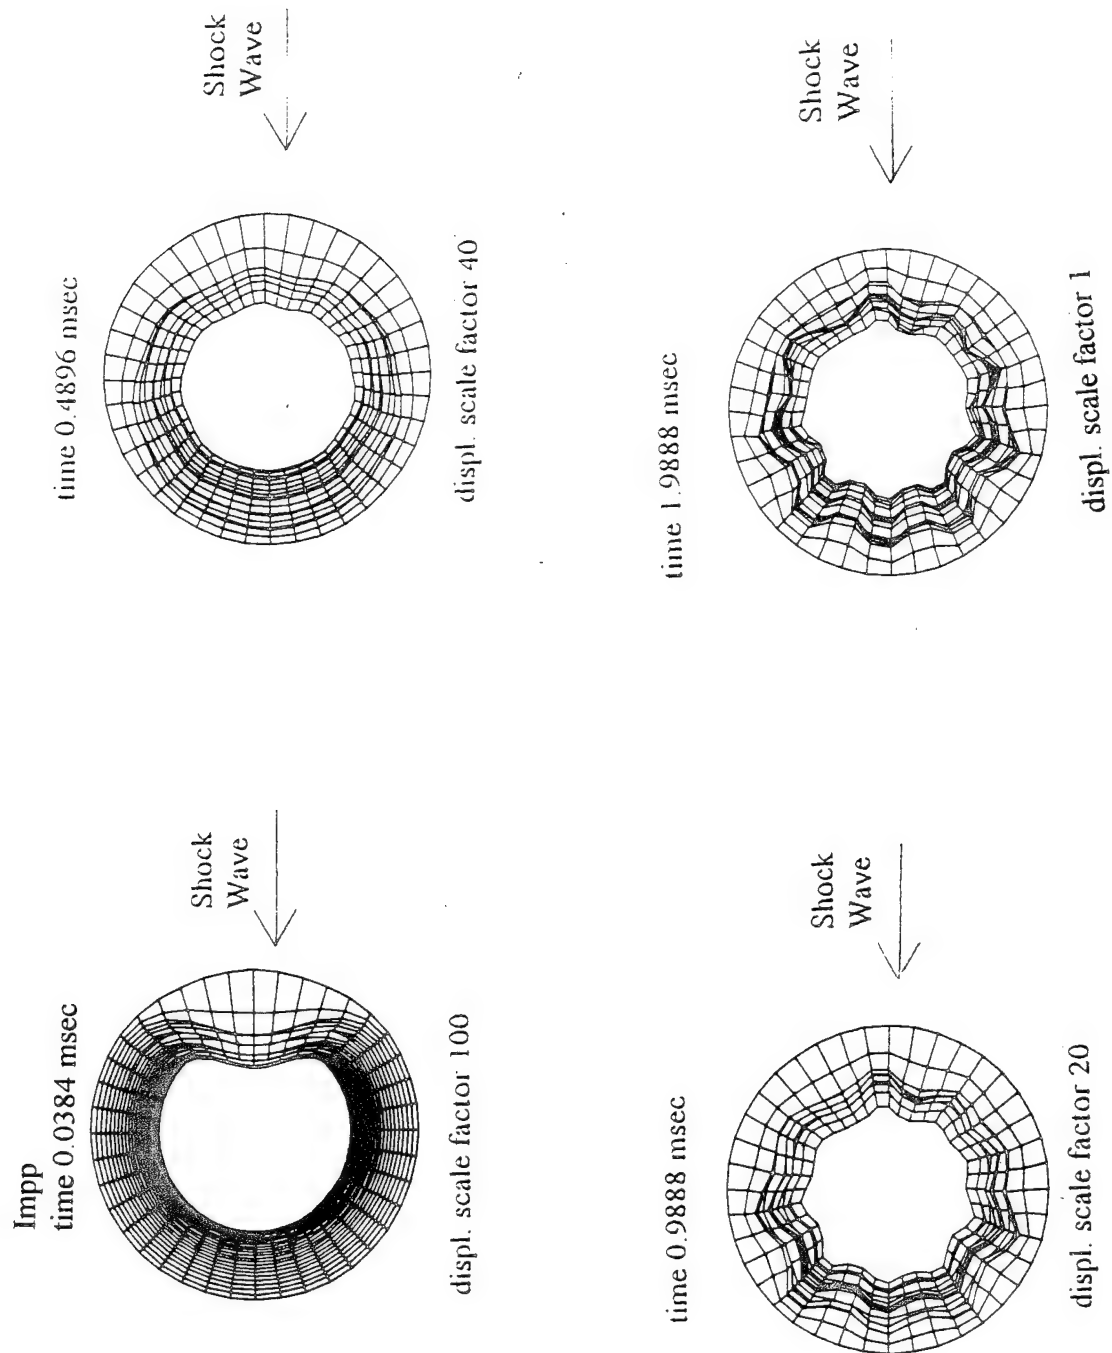 Impp
time 0.0384 msec
Shock
Wave
displ. scale factor 100
time 0.4896 msec
Shock
Wave
displ. scale factor 40
time 0.9888 msec
Shock
Wave
displ. scale factor 20
time 1.9888 msec
Shock
Wave
displ. scale factor 1